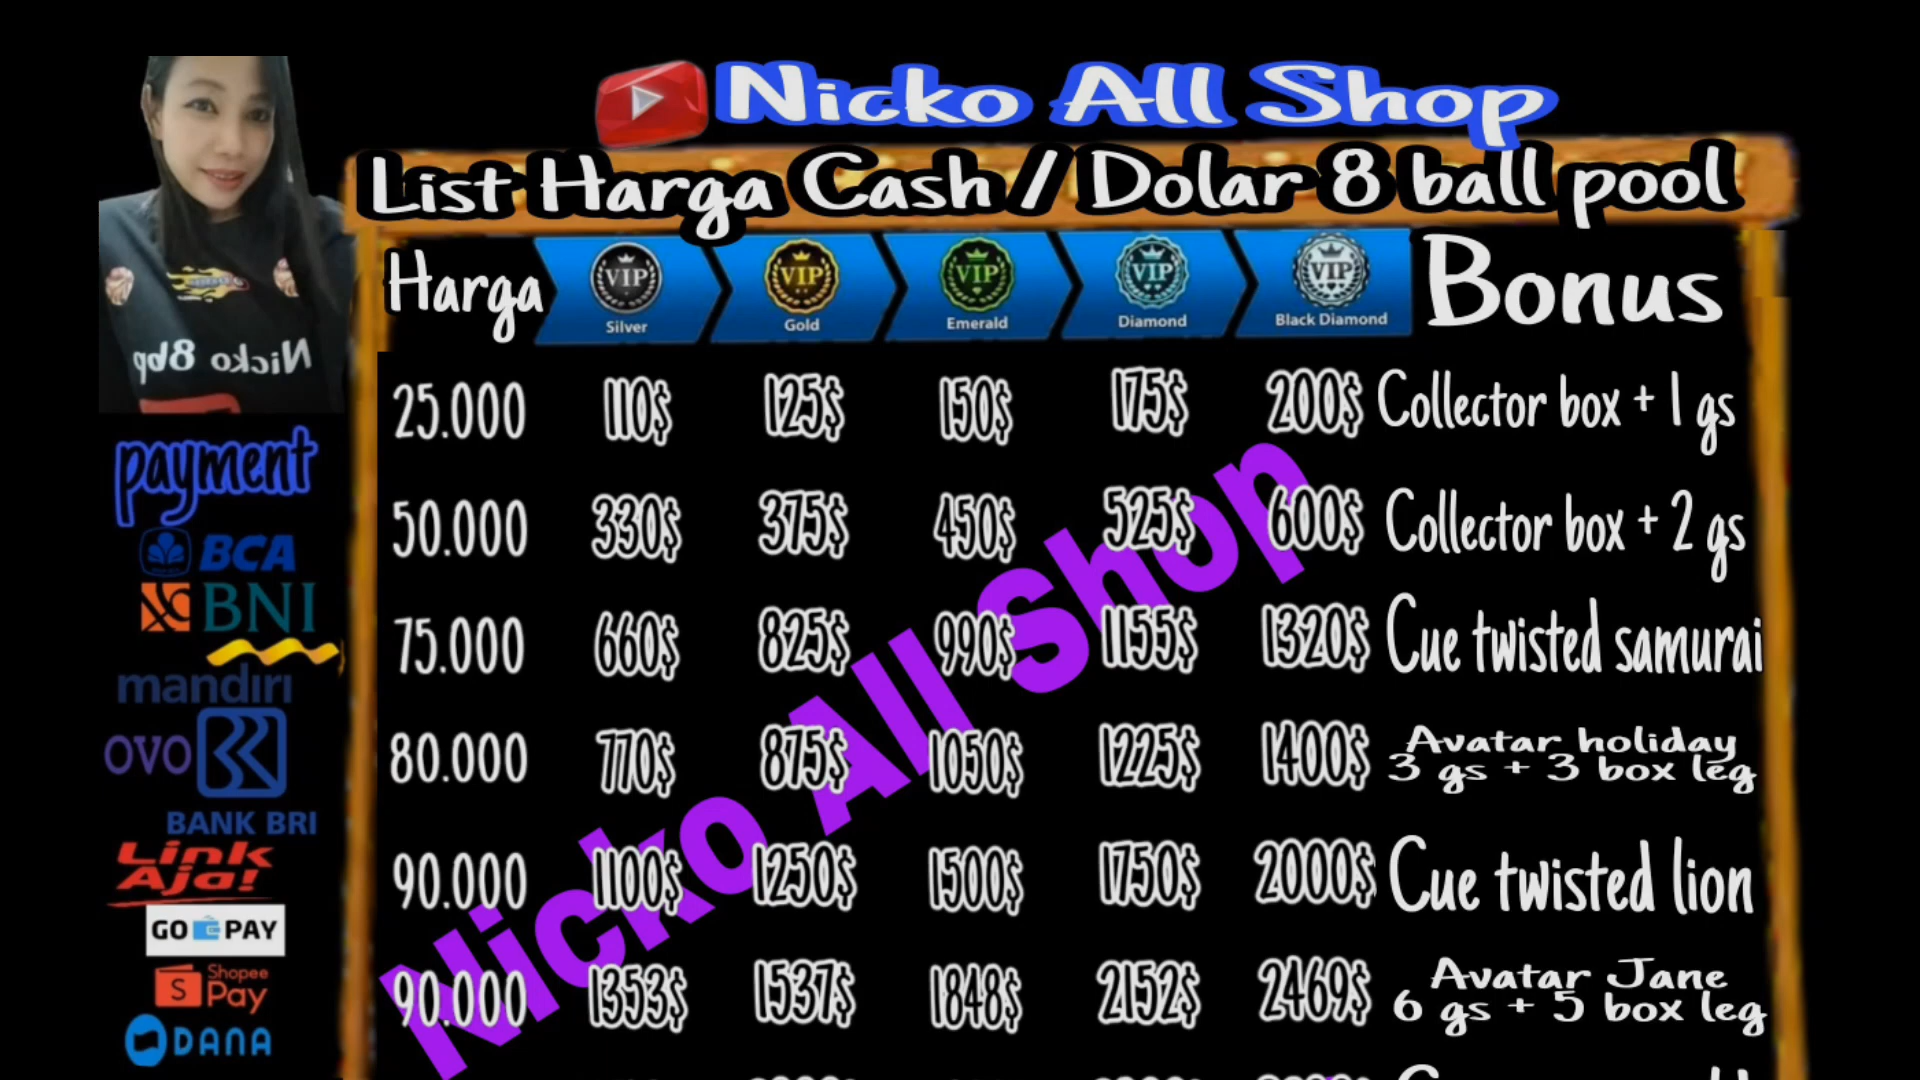 Nicko All Shop
List Harga Cash / Dolar 8 ball pool
Harga VIP VIP VIP VIP VIP Bonus
Silver Gold Emerald Diamond Black Diamond
Nicko 8bp
25.000 110$ 125$ 150$ 175$ 200$ Collector box + 1 gs
50.000 330$ 375$ 450$ 525$ 600$ Collector box + 2 gs
75.000 660$ 825$ 990$ 1155$ 1320$ Cue twisted samurai
80.000 770$ 875$ 1050$ 1225$ 1400$ Avatar holiday
3 gs + 3 box leg
90.000 1100$ 1250$ 1500$ 1750$ 2000$ Cue twisted lion
90.000 1353$ 1537$ 1848$ 2152$ 2469$ Avatar Jane
6 gs + 5 box leg
payment
BCA
BNI
mandiri
OVO
BANK BRI
Link
Aja!
GO PAY
S Shopee
Pay
DANA
Nicko All Shop